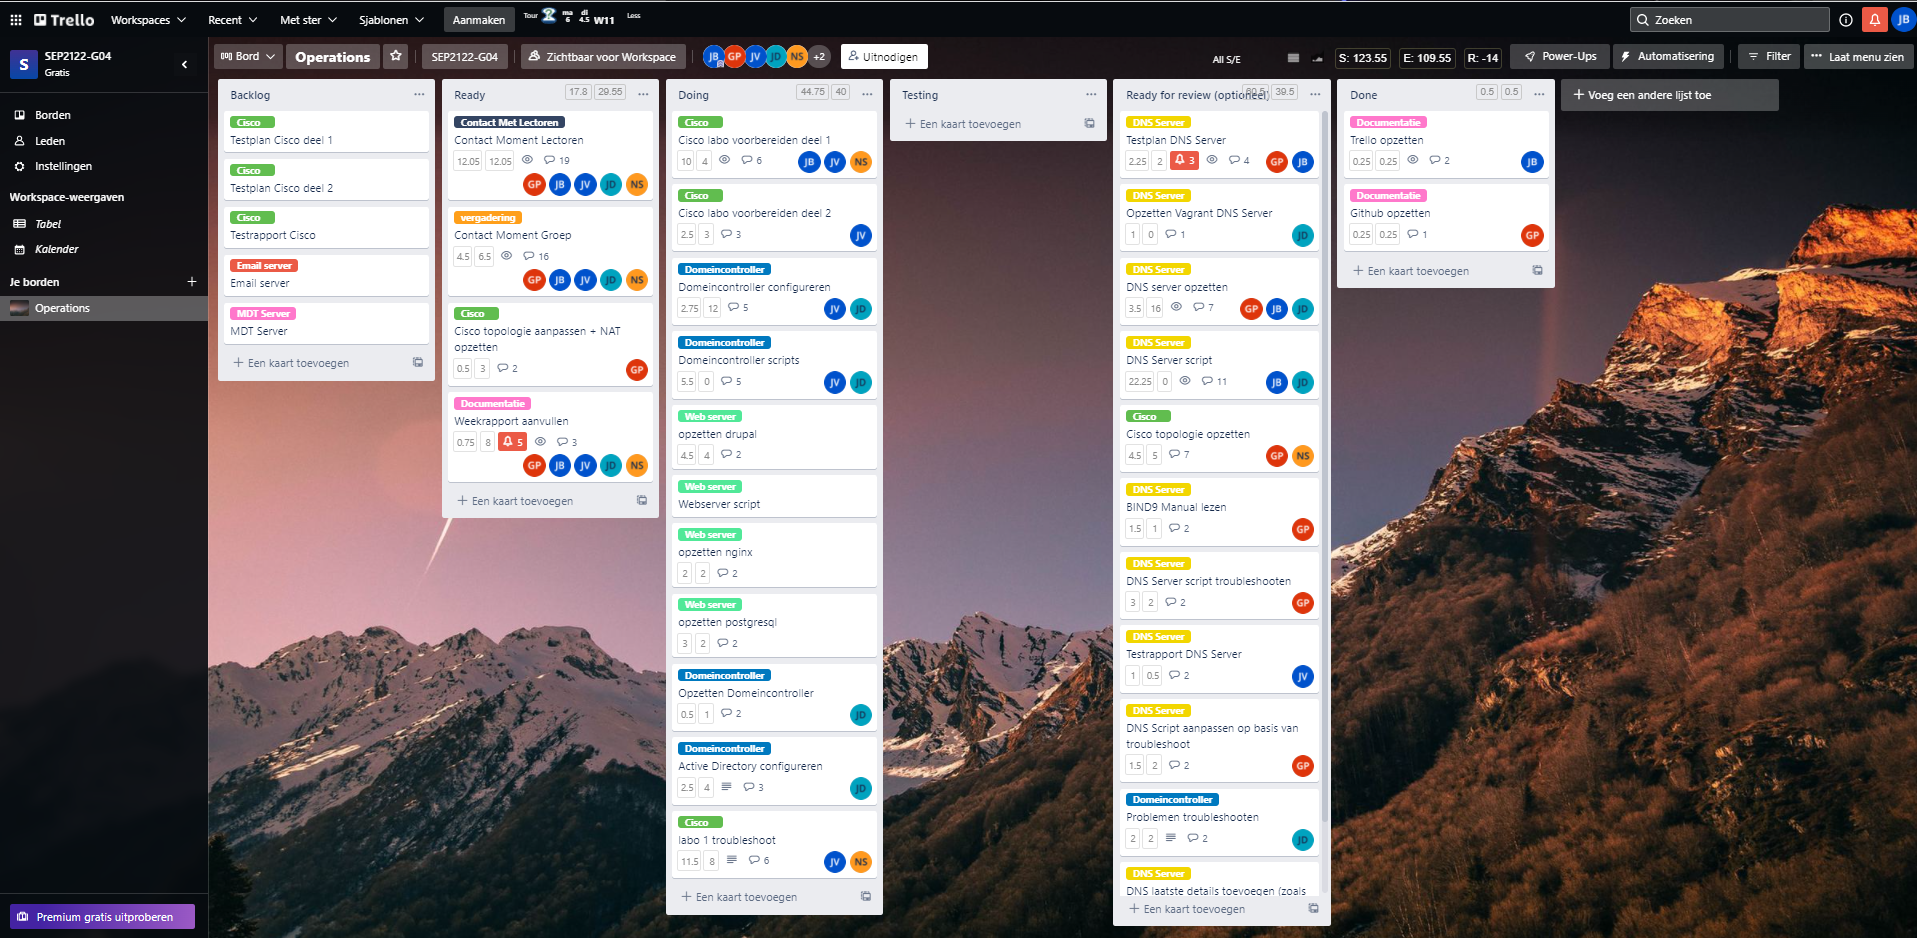 Trello
Workspaces
Recent
Met ster
Sjablonen
Aanmaken
Tour
ma
6
di
4.5
W11
Less
Zoeken
JB
S
SEP2122-G04
Gratis
Borden
Leden
Instellingen
Workspace-weergaven
Tabel
Kalender
Je borden
Operations
Premium gratis uitproberen
Bord
Operations
SEP2122-G04
Zichtbaar voor Workspace
JB GP JV JD NS +2
Uitnodigen
All S/E
S: 123.55
E: 109.55
R: -14
Power-Ups
Automatisering
Filter
Laat menu zien
Backlog
Cisco
Testplan Cisco deel 1
Cisco
Testplan Cisco deel 2
Cisco
Testrapport Cisco
Email server
Email server
MDT Server
MDT Server
Een kaart toevoegen
Ready
17.8 29.55
Contact Met Lectoren
Contact Moment Lectoren
12.05 12.05 19
GP JB JV JD NS
vergadering
Contact Moment Groep
4.5 6.5 16
GP JB JV JD NS
Cisco
Cisco topologie aanpassen + NAT
opzetten
0.5 3 2
GP
Documentatie
Weekrapport aanvullen
0.75 8 5 3
GP JB JV JD NS
Een kaart toevoegen
Doing
44.75 40
Cisco
Cisco labo voorbereiden deel 1
10 4 6
JB JV NS
Cisco
Cisco labo voorbereiden deel 2
2.5 3 3
JV
Domeincontroller
Domeincontroller configureren
2.75 12 5
JV JD
Domeincontroller
Domeincontroller scripts
5.5 0 5
JV JD
Web server
opzetten drupal
4.5 4 2
Web server
Webserver script
Web server
opzetten nginx
2 2 2
Web server
opzetten postgresql
3 2 2
Domeincontroller
Opzetten Domeincontroller
0.5 1 2
JD
Domeincontroller
Active Directory configureren
2.5 4 3
JD
Cisco
labo 1 troubleshoot
11.5 8 6
JV NS
Een kaart toevoegen
Testing
Een kaart toevoegen
Ready for review (optioneel)
60.5 39.5
DNS Server
Testplan DNS Server
2.25 2 3 4
GP JB
DNS Server
Opzetten Vagrant DNS Server
1 0 1
JD
DNS Server
DNS server opzetten
3.5 16 7
GP JB JD
DNS Server
DNS Server script
22.25 0 11
JB JD
Cisco
Cisco topologie opzetten
4.5 5 7
GP NS
DNS Server
BIND9 Manual lezen
1.5 1 2
GP
DNS Server
DNS Server script troubleshooten
3 2 2
GP
DNS Server
Testrapport DNS Server
1 0.5 2
JV
DNS Server
DNS Script aanpassen op basis van
troubleshoot
1.5 2 2
GP
Domeincontroller
Problemen troubleshooten
2 2 2
JD
DNS Server
DNS laatste details toevoegen (zoals
Een kaart toevoegen
Done
0.5 0.5
Documentatie
Trello opzetten
0.25 0.25 2
JB
Documentatie
Github opzetten
0.25 0.25 1
GP
Een kaart toevoegen
Voeg een andere lijst toe